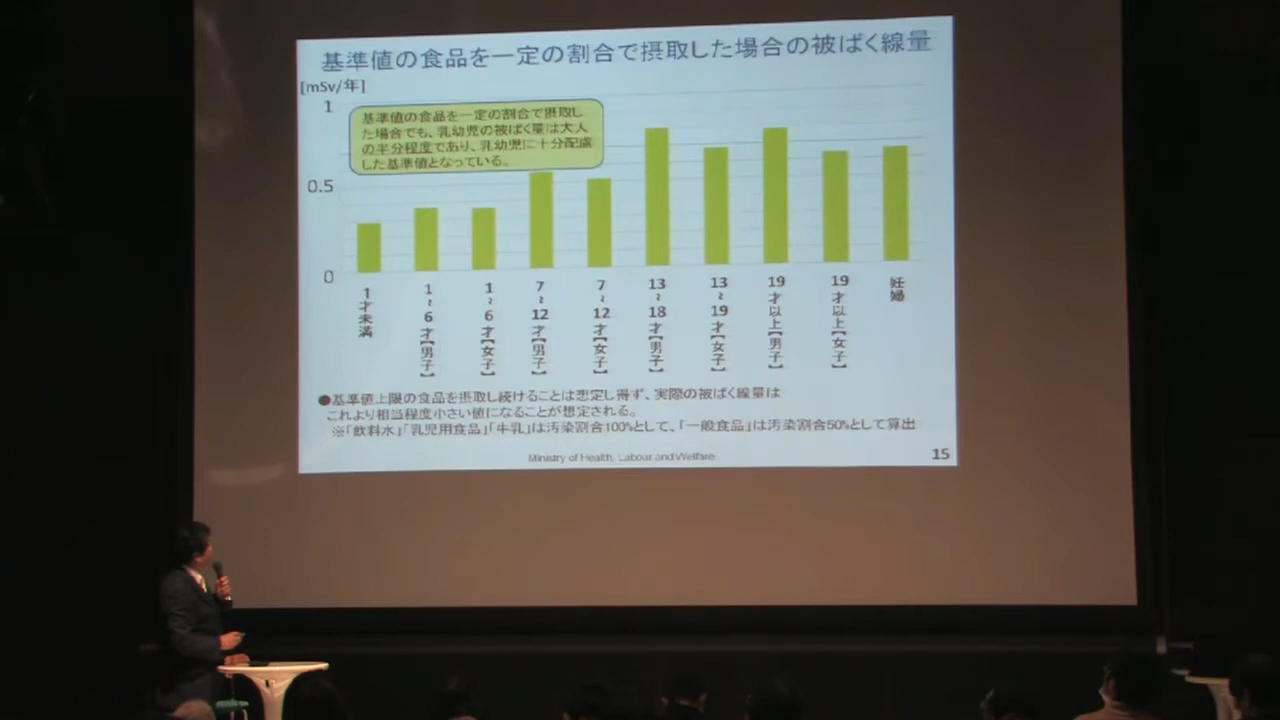 基準値の食品を一定の割合で摂取した場合の被ばく線量
[mSv/年]
1
0.5
0
基準値の食品を一定の割合で摂取し
た場合でも、乳幼児の被ばく量は大人
の半分程度であり、乳幼児に十分配慮
した基準値となっている。
1才未満
1~6才【男子】
1~6才【女子】
7~12才【男子】
7~12才【女子】
13~18才【男子】
13~19才【女子】
19才以上【男子】
19才以上【女子】
妊婦
●基準値上限の食品を摂取し続けることは想定し得ず、実際の被ばく線量は
これより相当程度小さい値になることが想定される。
※「飲料水」「乳児用食品」「牛乳」は汚染割合100%として、「一般食品」は汚染割合50%として算出
Ministry of Health, Labour and Welfare
15